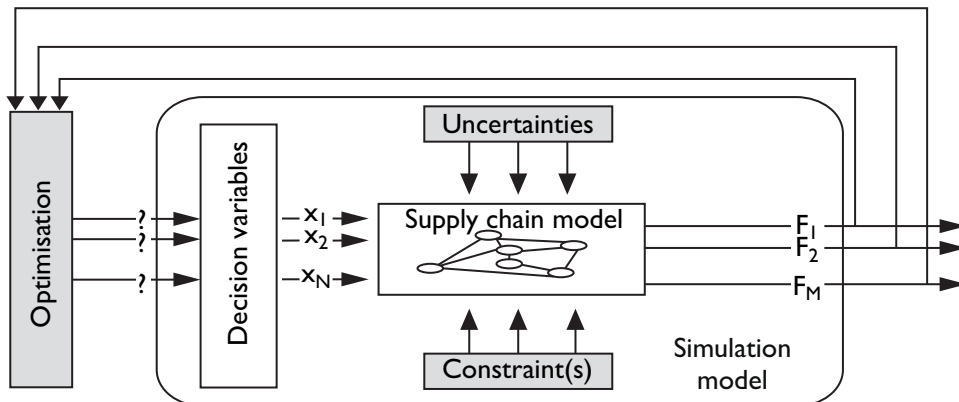 Uncertainties
Optimisation
Decision variables
?
?
?
x1
x2
xN
Supply chain model
F1
F2
FM
Constraint(s)
Simulation
model